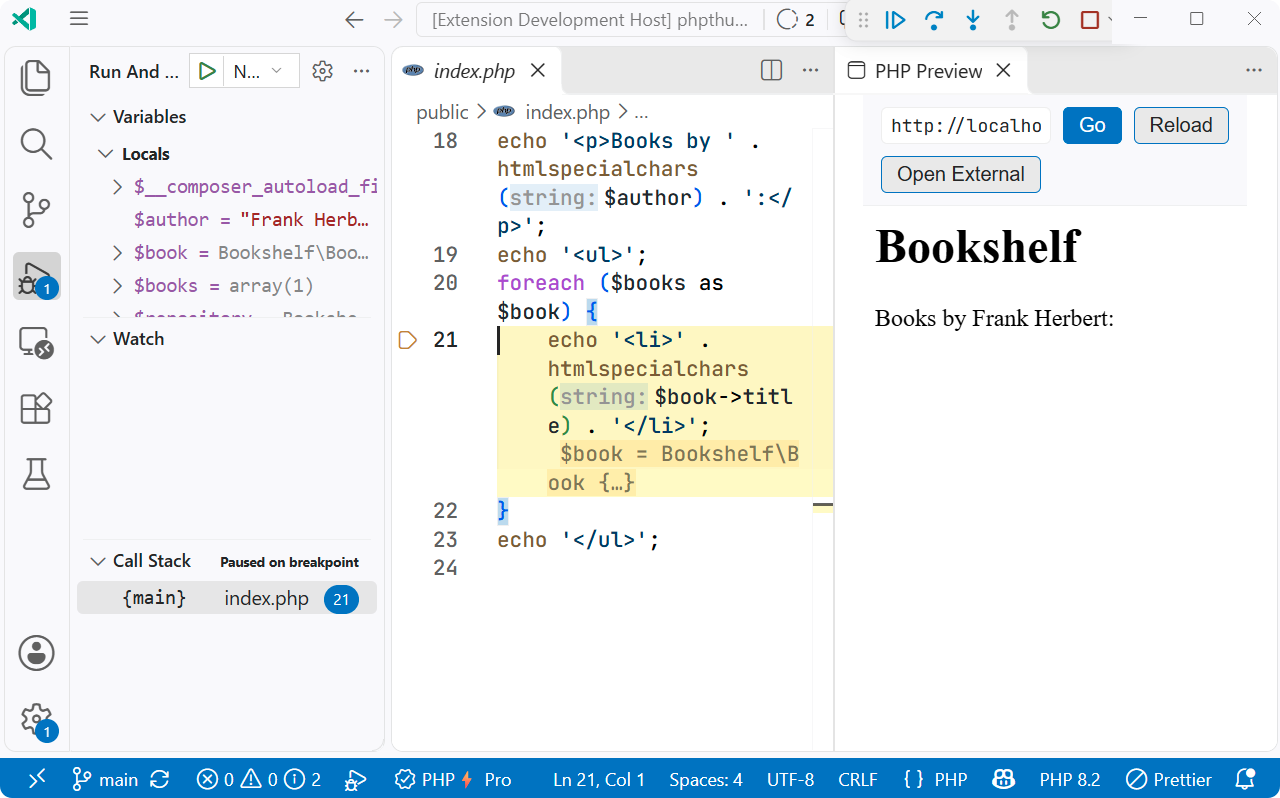 [Extension Development Host] phpthu...
2
Run And ...
N...
Variables
Locals
$__composer_autoload_fi
$author = "Frank Herb...
$book = Bookshelf\Boo...
$books = array(1)
Watch
Call Stack
Paused on breakpoint
{main}
index.php
21
1
1
index.php
public
index.php
...
18 echo '<p>Books by ' .
htmlspecialchars
(string:$author) . ':</
p>';
19 echo '<ul>';
20 foreach ($books as
$book) {
21 echo '<li>' .
htmlspecialchars
(string:$book->titl
e) . '</li>';
$book = Bookshelf\B
ook {…}
22 }
23 echo '</ul>';
24
PHP Preview
http://localho
Go
Reload
Open External
Bookshelf
Books by Frank Herbert:
main
0
0
2
PHP
Pro
Ln 21, Col 1
Spaces: 4
UTF-8
CRLF
{ } PHP
PHP 8.2
Prettier